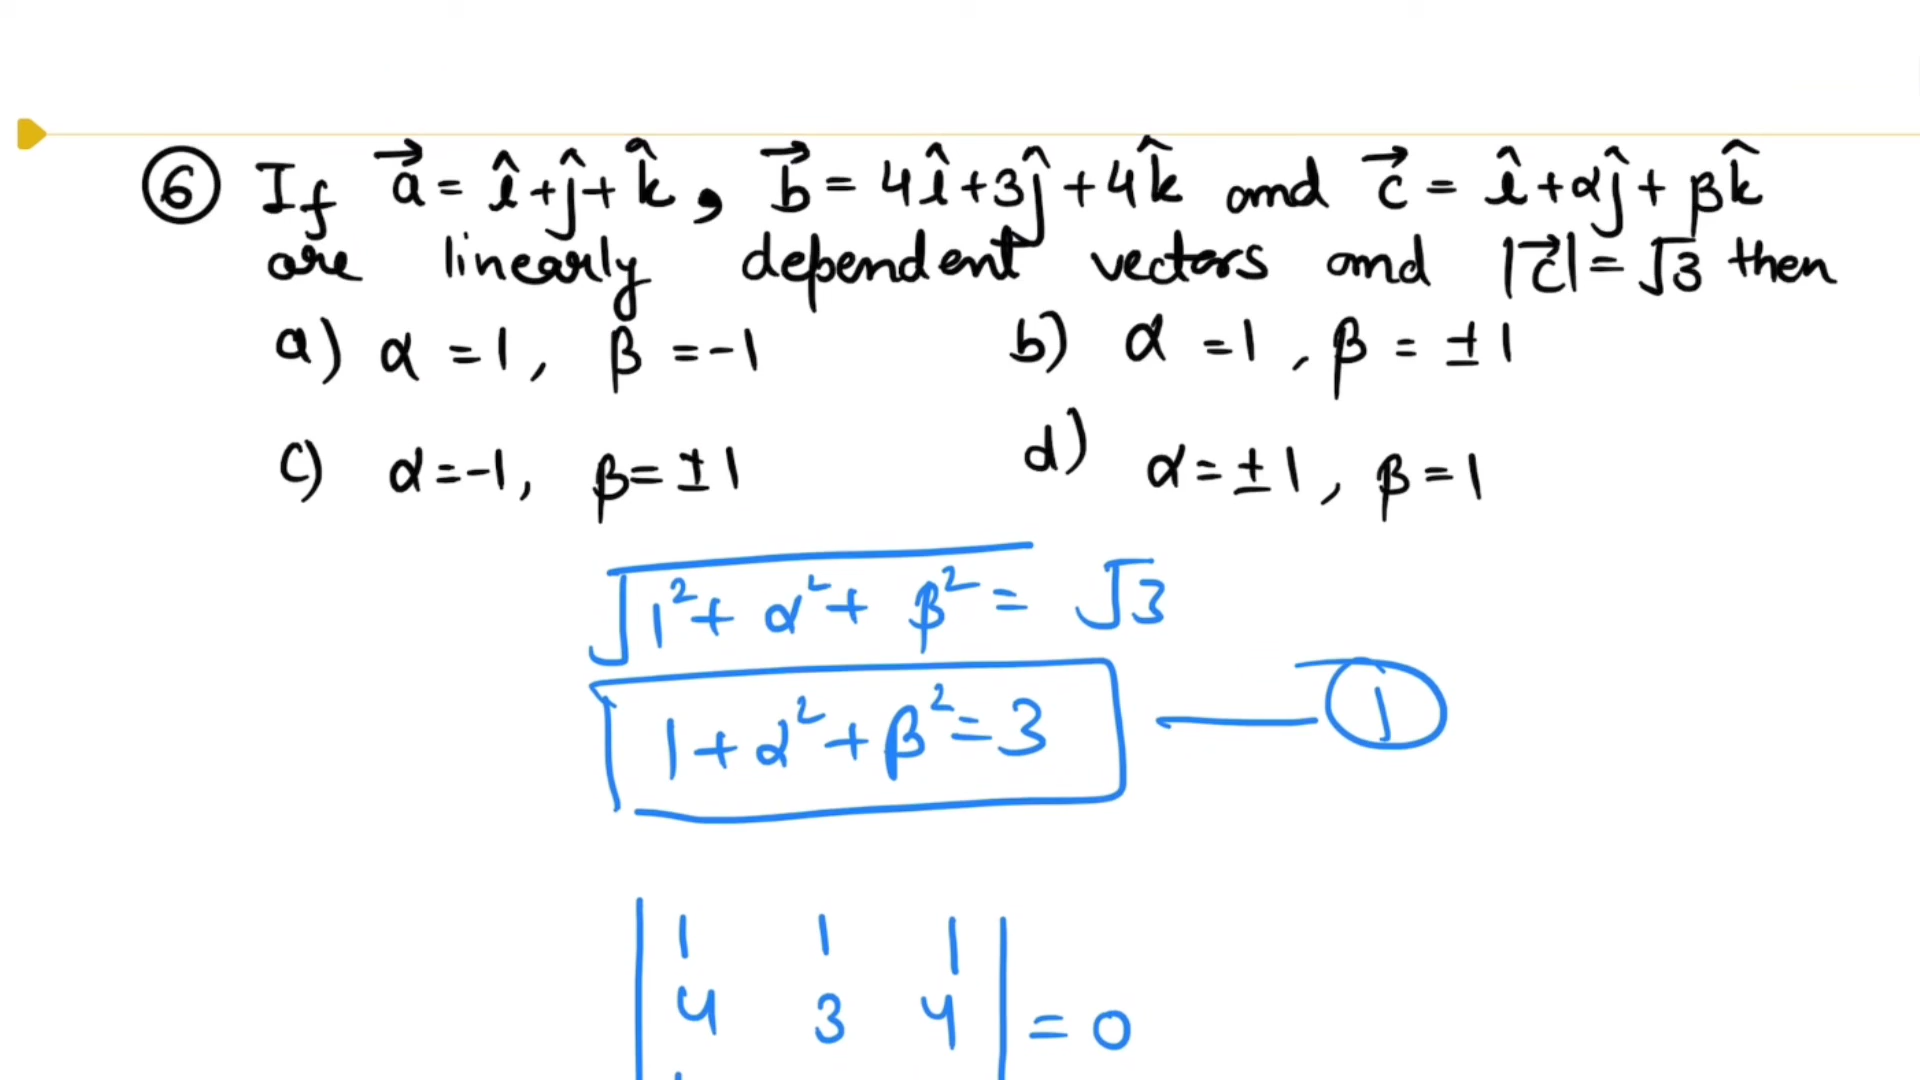 ⑥ If a⃗ = î + ĵ + k̂ , b⃗ = 4î + 3ĵ + 4k̂ and c⃗ = î + αĵ + βk̂
are linearly dependent vectors and |c⃗| = √3 then
a) α = 1, β = -1 b) α = 1, β = ±1
c) α = -1, β = ±1 d) α = ±1, β = 1
√(1² + α² + β²) = √3
1 + α² + β² = 3 —— ①
| 1 1 1 |
| 4 3 4 | = 0